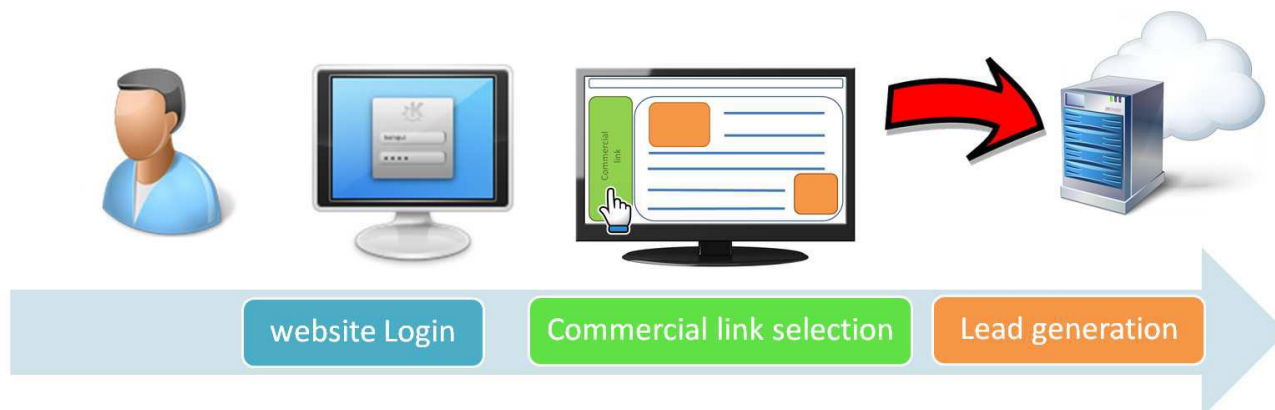 Commercial
link
website Login
Commercial link selection
Lead generation